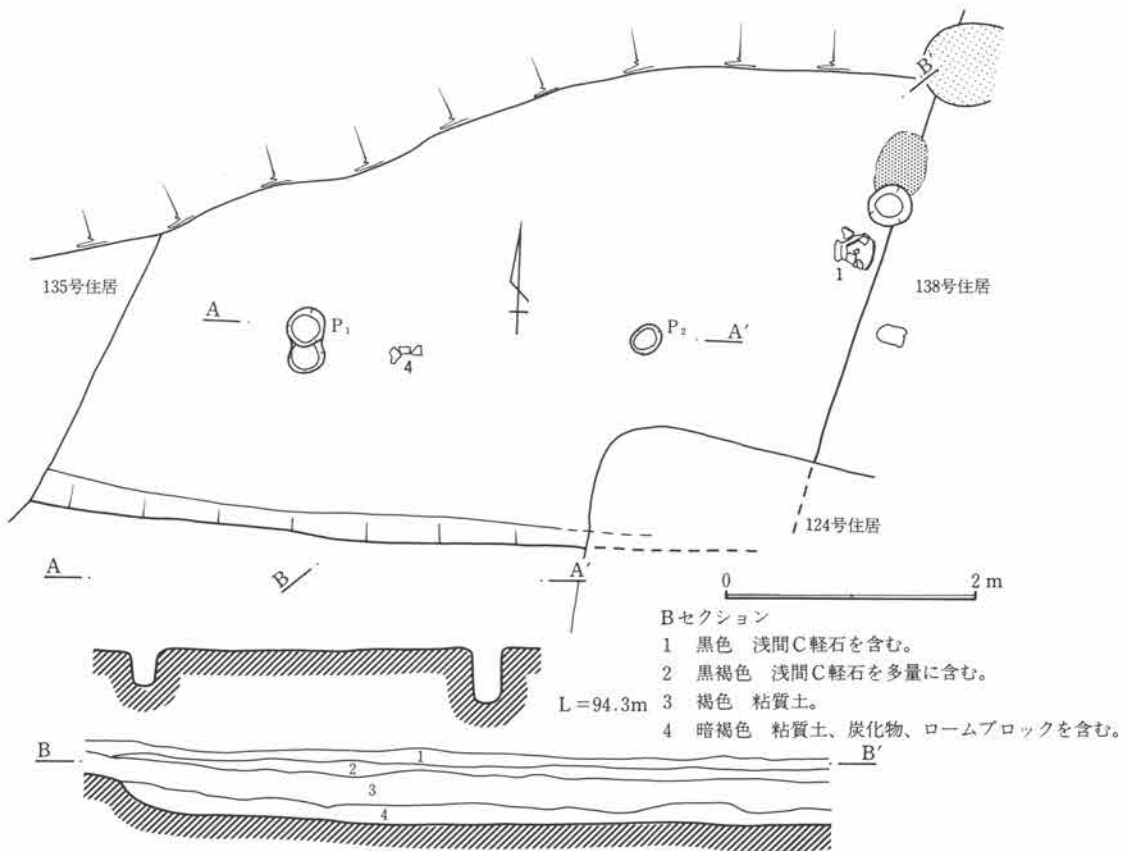 B′
135号住居
1
138号住居
A
P₁
4
P₂
A′
124号住居
A
B
A′
0
2 m
Bセクション
1 黒色 浅間C軽石を含む。
2 黒褐色 浅間C軽石を多量に含む。
L＝94.3m
3 褐色 粘質土。
4 暗褐色 粘質土、炭化物、ロームブロックを含む。
B
1
B′
2
3
4